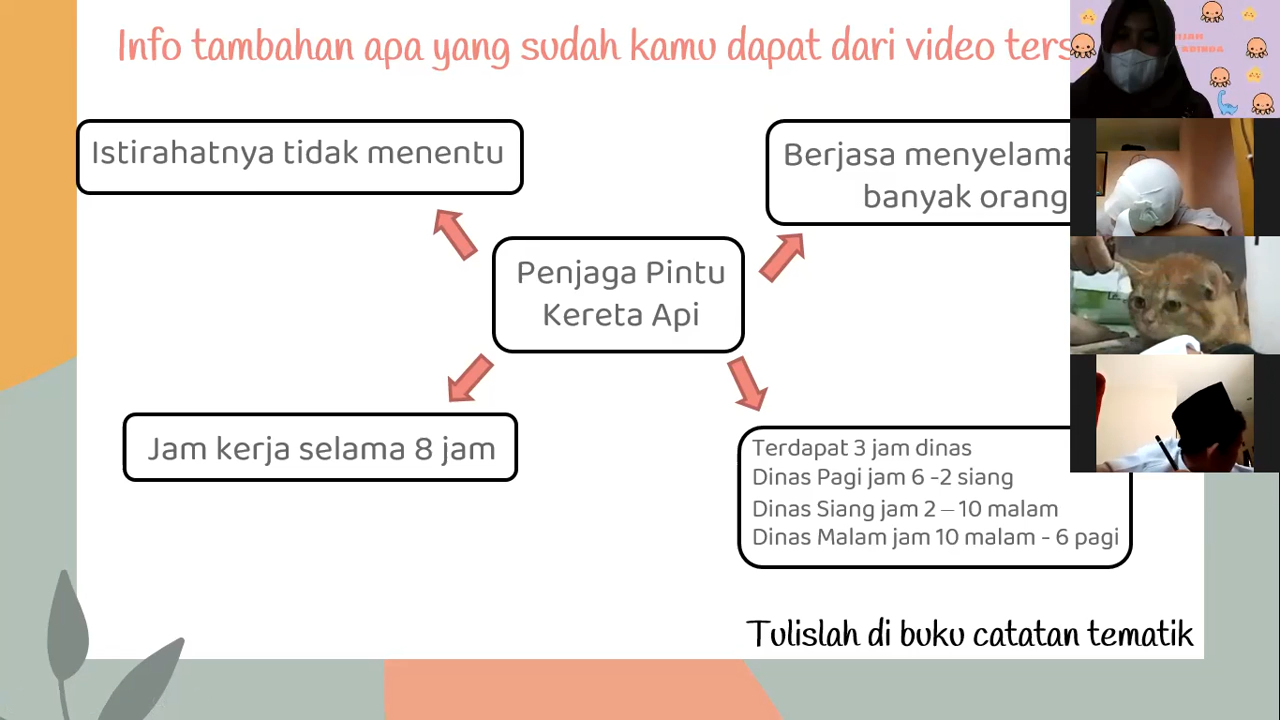 Info tambahan apa yang sudah kamu dapat dari video
Istirahatnya tidak menentu
Berjasa
banyak orang
Penjaga Pintu
Kereta Api
Jam kerja selama 8 jam
Terdapat 3 jam dinas
Dinas Pagi jam 6 -2 siang
Dinas Siang jam 2 – 10 malam
Dinas Malam jam 10 malam - 6 pagi
Tulislah di buku catatan tematik